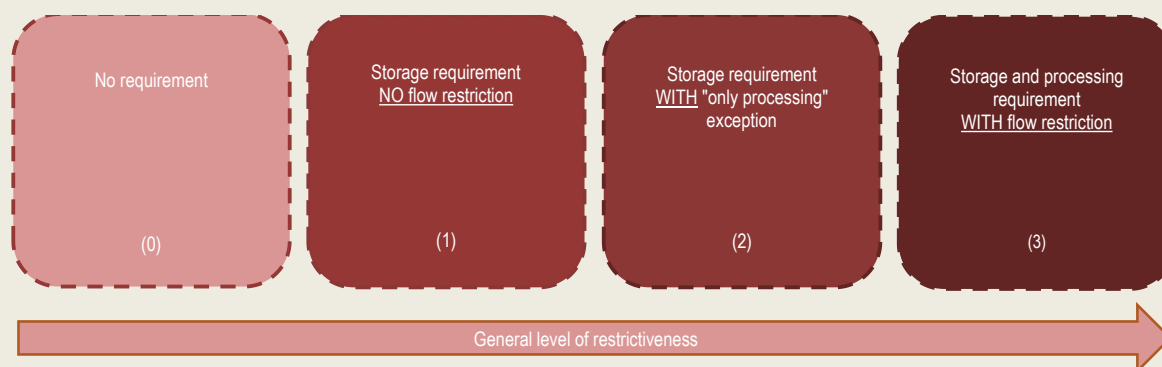 No requirement
(0)
Storage requirement
NO flow restriction
(1)
Storage requirement
WITH "only processing"
exception
(2)
Storage and processing
requirement
WITH flow restriction
(3)
General level of restrictiveness